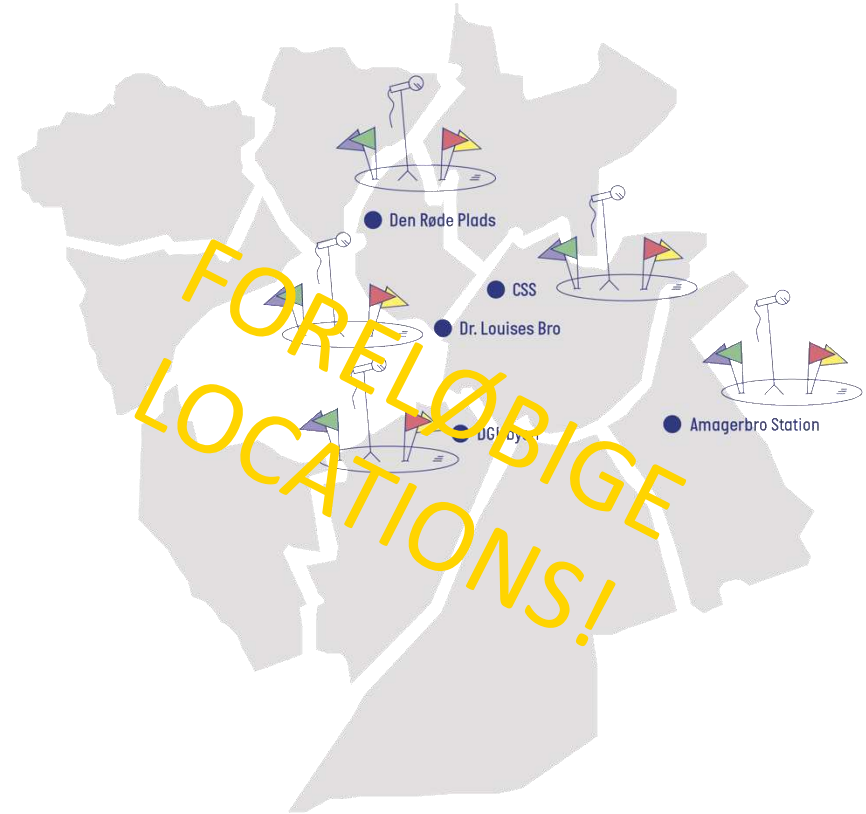 Den Røde Plads
CSS
Dr. Louises Bro
Amagerbro Station
FORELØBIGE
LOCATIONS!